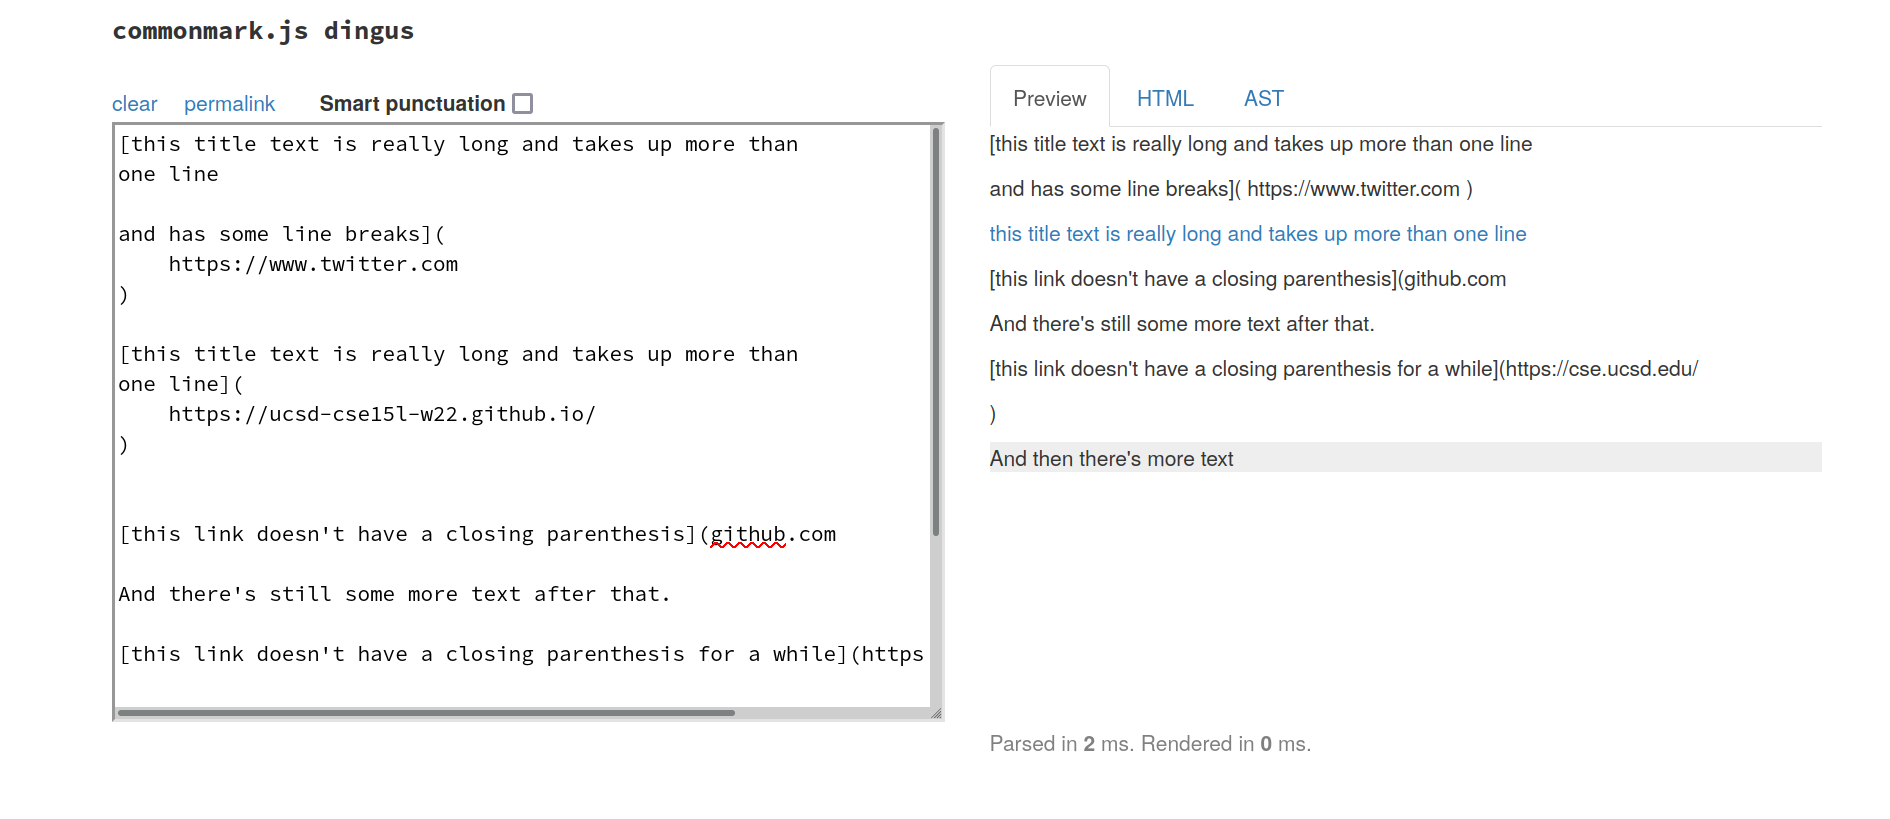 commonmark.js dingus
clear permalink Smart punctuation
[this title text is really long and takes up more than
one line
and has some line breaks](
https://www.twitter.com
)
[this title text is really long and takes up more than
one line](
https://ucsd-cse15l-w22.github.io/
)
[this link doesn't have a closing parenthesis](github.com
And there's still some more text after that.
[this link doesn't have a closing parenthesis for a while](https
Preview HTML AST
[this title text is really long and takes up more than one line
and has some line breaks]( https://www.twitter.com )
this title text is really long and takes up more than one line
[this link doesn't have a closing parenthesis](github.com
And there's still some more text after that.
[this link doesn't have a closing parenthesis for a while](https://cse.ucsd.edu/
)
And then there's more text
Parsed in 2 ms. Rendered in 0 ms.